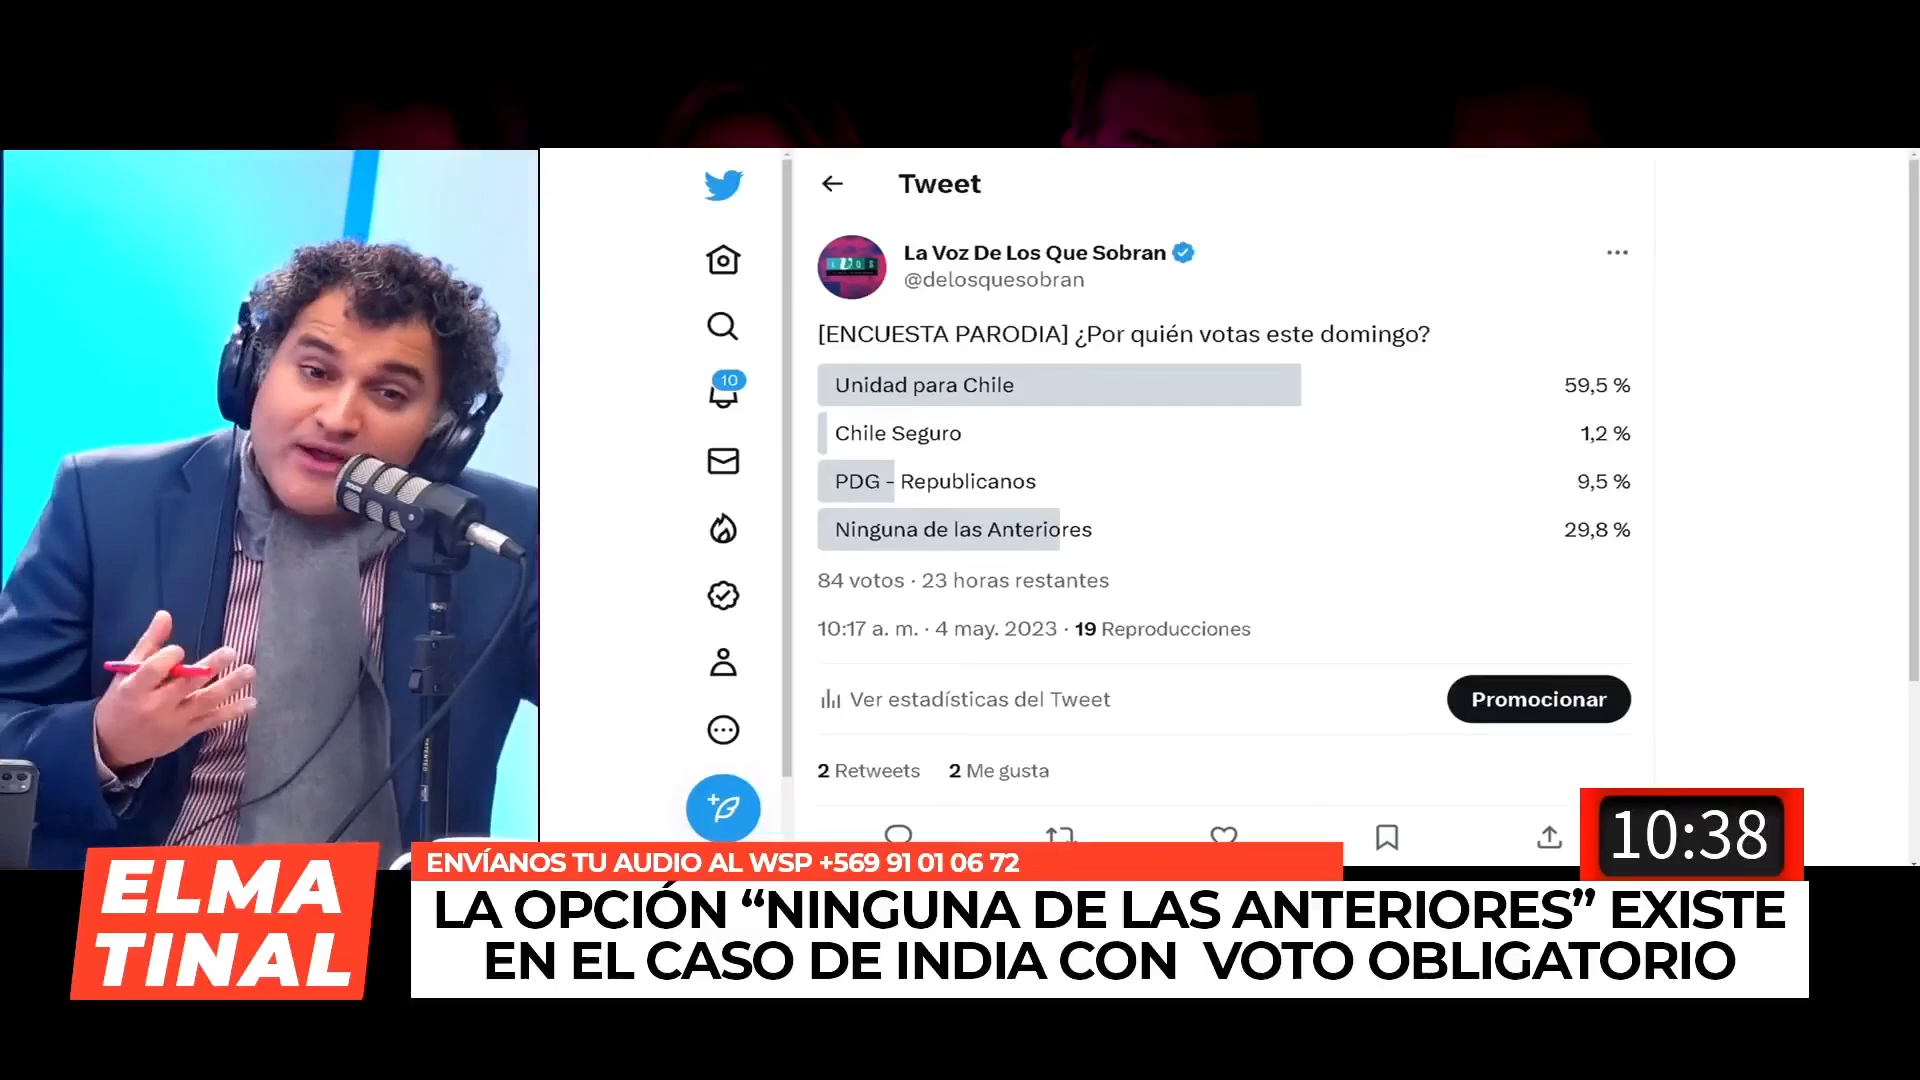 Tweet
La Voz De Los Que Sobran
@delosquesobran
[ENCUESTA PARODIA] ¿Por quién votas este domingo?
Unidad para Chile 59,5 %
Chile Seguro 1,2 %
PDG - Republicanos 9,5 %
Ninguna de las Anteriores 29,8 %
84 votos · 23 horas restantes
10:17 a. m. · 4 may. 2023 · 19 Reproducciones
Ver estadísticas del Tweet
Promocionar
2 Retweets 2 Me gusta
10
10:38
ELMA
TINAL
ENVÍANOS TU AUDIO AL WSP +569 91 01 06 72
LA OPCIÓN “NINGUNA DE LAS ANTERIORES” EXISTE
EN EL CASO DE INDIA CON VOTO OBLIGATORIO